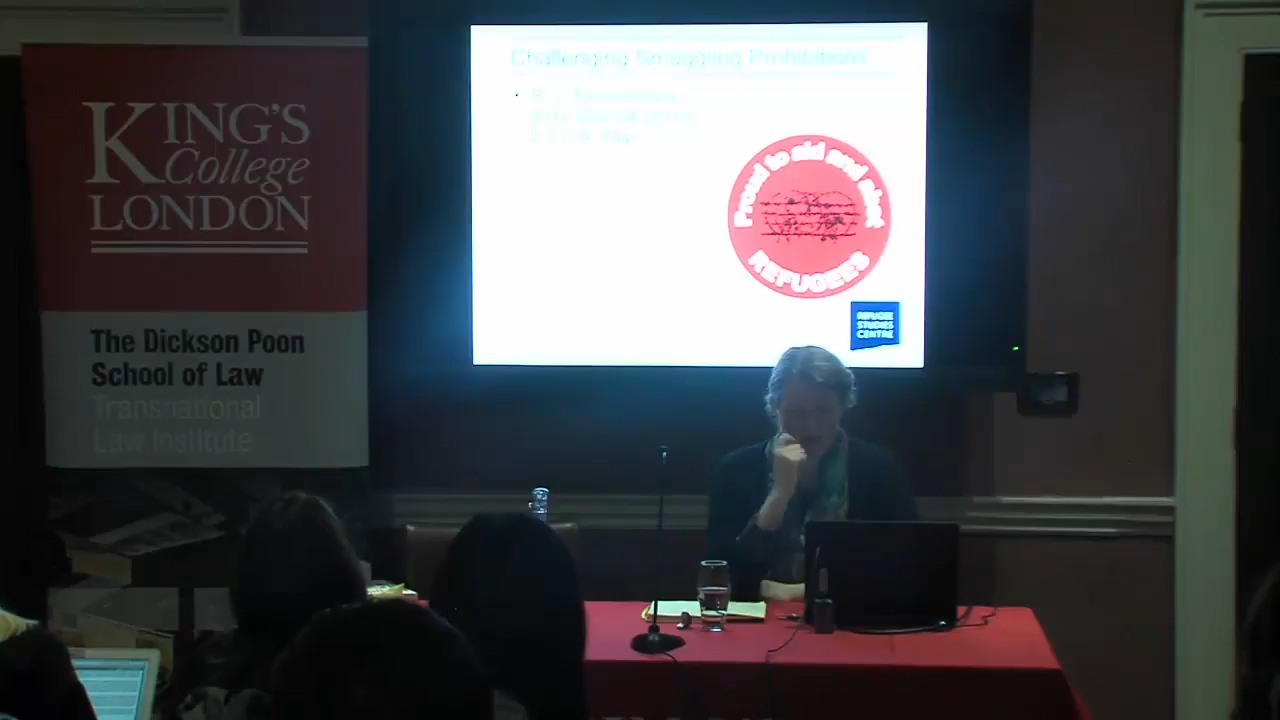 KING'S
College
LONDON
The Dickson Poon
School of Law
Transnational
Law Institute
Challenging Smuggling Prohibitions
Proud to aid and abet
REFUGEES
REFUGEE
STUDIES
CENTRE